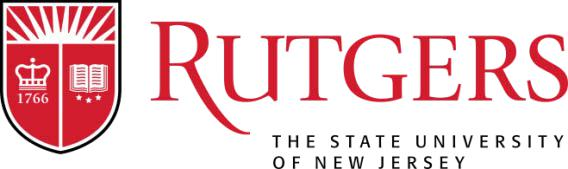 1766
RUTGERS
THE STATE UNIVERSITY
OF NEW JERSEY